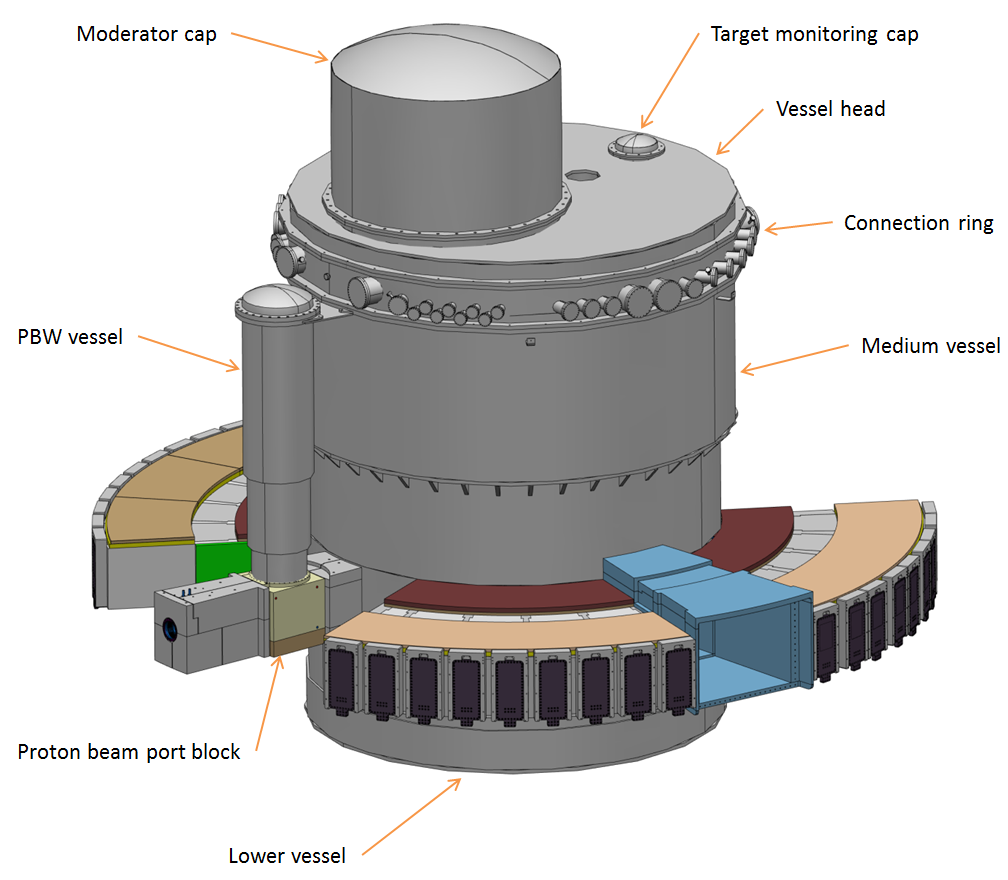 Moderator cap
Target monitoring cap
Vessel head
Connection ring
PBW vessel
Medium vessel
Proton beam port block
Lower vessel